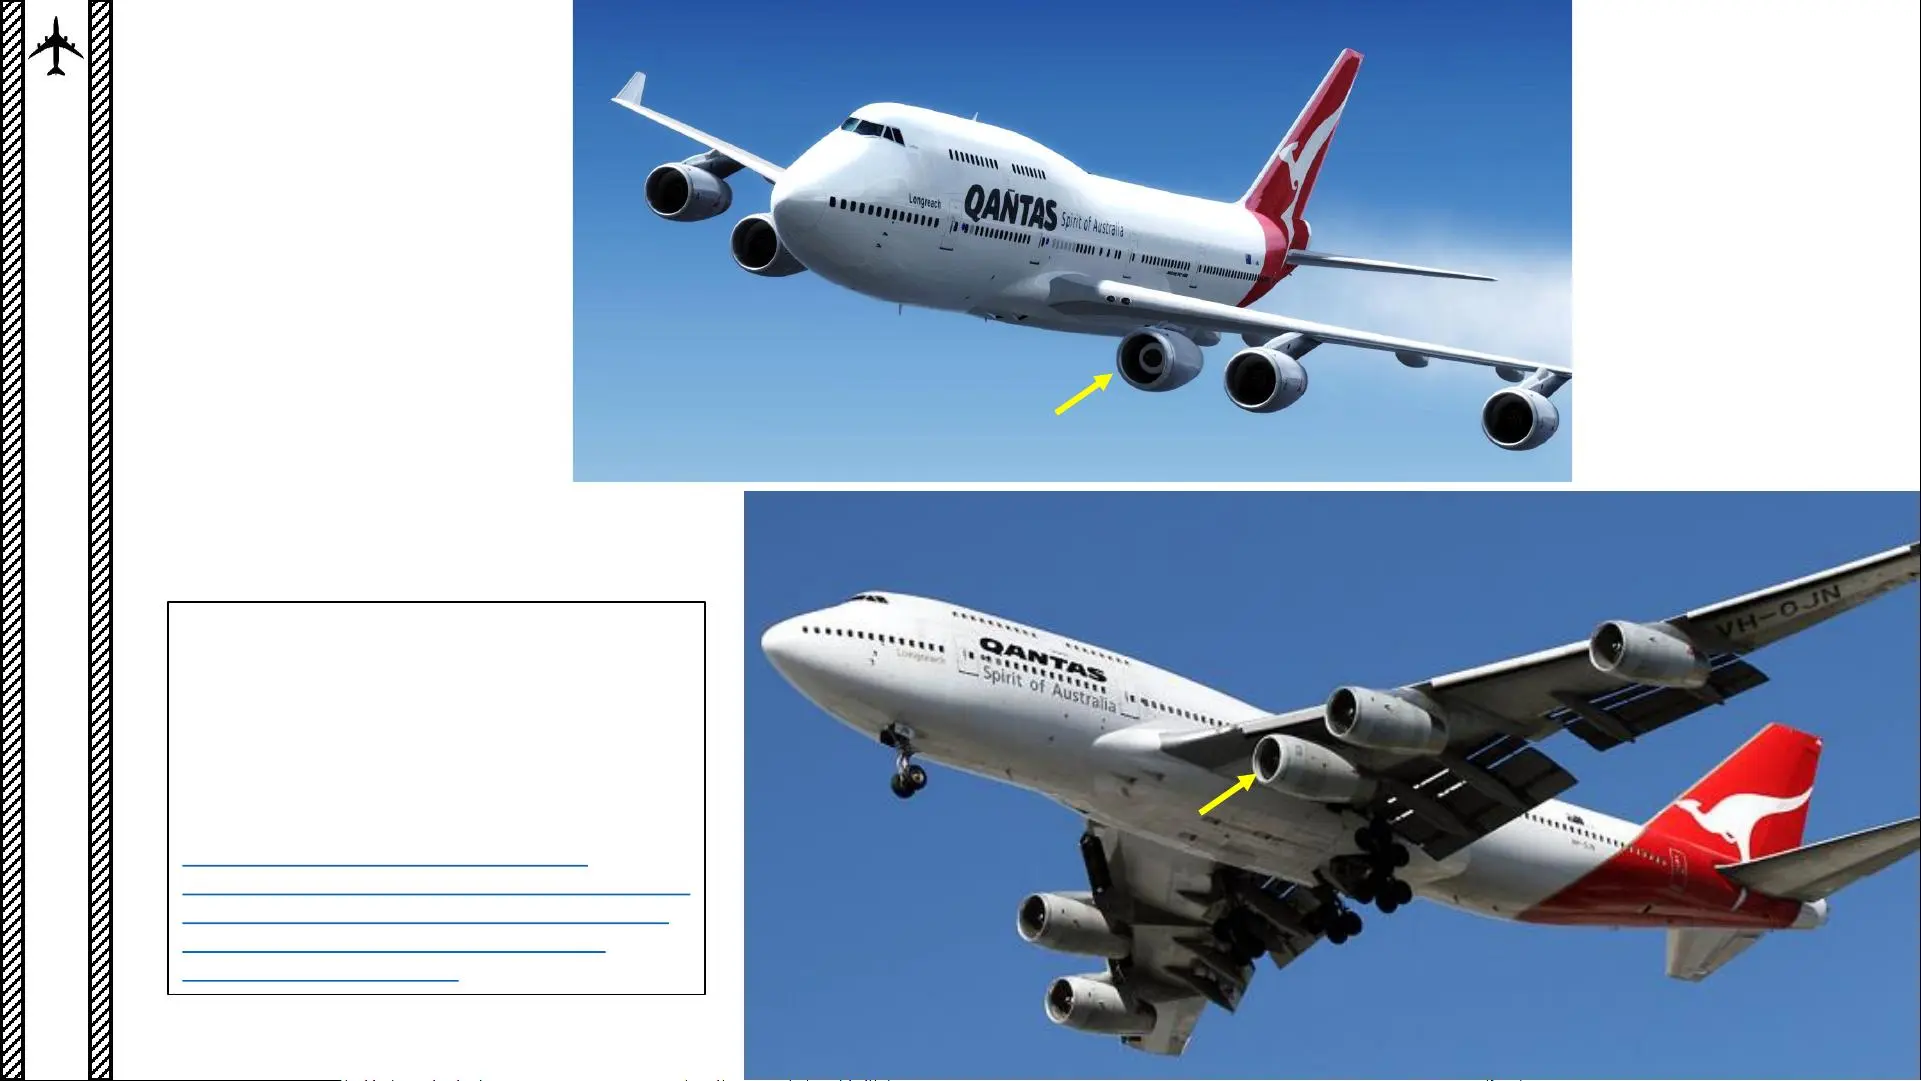 Longreach
QANTAS
Spirit of Australia
Longreach
QANTAS
Spirit of Australia
VH-OJN